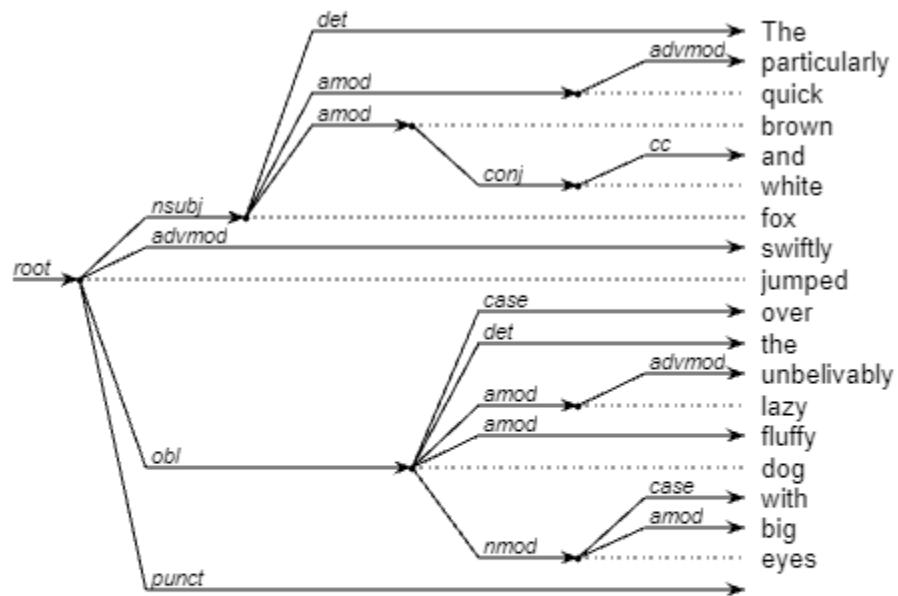 det The
advmod particularly
amod quick
amod brown
cc and
conj white
nsubj fox
advmod swiftly
root jumped
case over
det the
advmod unbelivably
amod lazy
amod fluffy
obl dog
case with
amod big
nmod eyes
punct